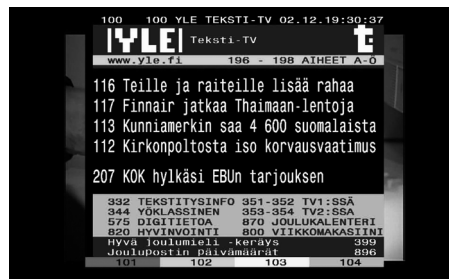 100 100 YLE TEKSTI-TV 02.12.19:30:37
YLE Teksti-TV t:
www.yle.fi 196 - 198 AIHEET A-Ö
116 Teille ja raiteille lisää rahaa
117 Finnair jatkaa Thaimaan-lentoja
113 Kunniamerkin saa 4 600 suomalaista
112 Kirkonpoltosta iso korvausvaatimus
207 KOK hylkäsi EBUn tarjouksen
332 TEKSTITYSINFO 351-352 TV1:SSÄ
344 YÖKLASSINEN 353-354 TV2:SSA
575 DIGITIETOA 870 JOULUKALENTERI
820 HYVINVOINTI 800 VIIKKOMAKASIINI
Hyvä joulumieli -keräys 399
Joulupostin päivämäärät 896
101 102 103 104